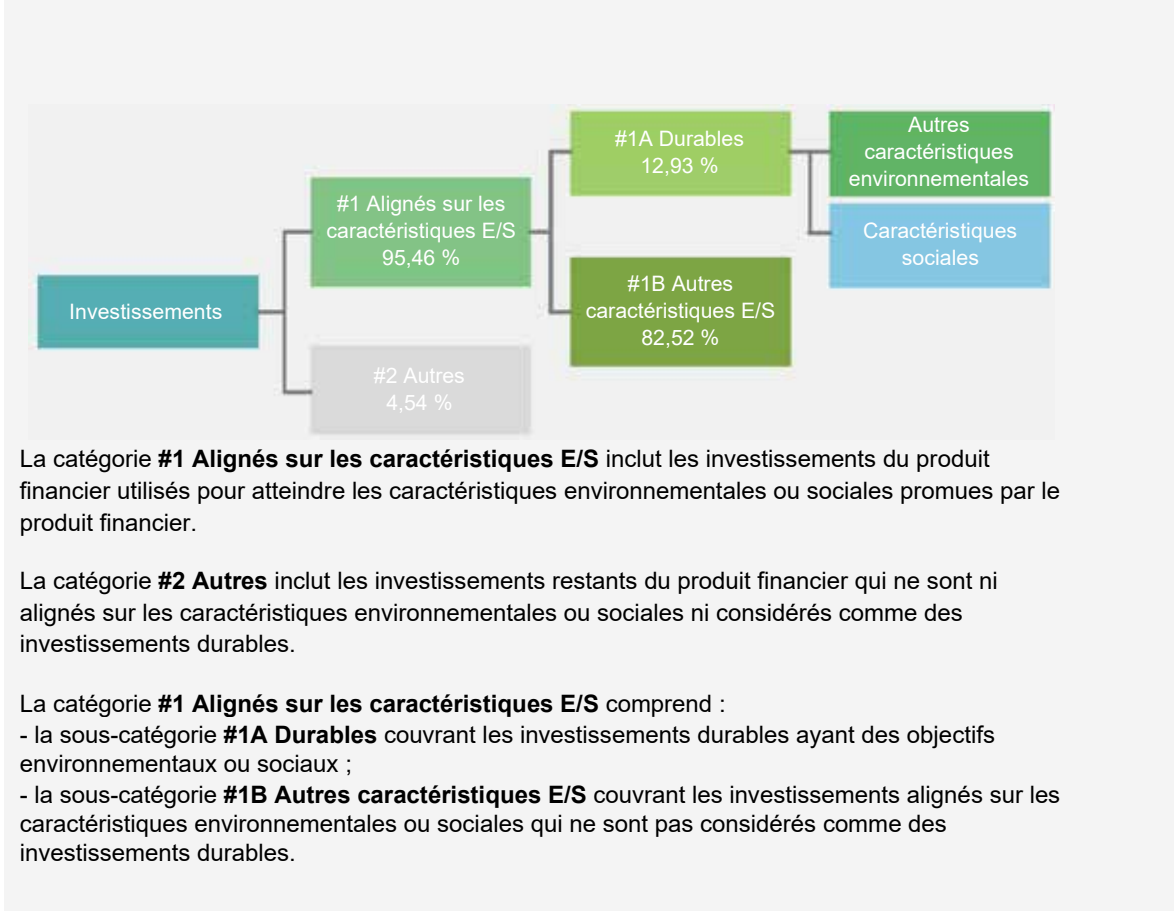 Investissements
#1 Alignés sur les
caractéristiques E/S
95,46 %
#2 Autres
4,54 %
#1A Durables
12,93 %
#1B Autres
caractéristiques E/S
82,52 %
Autres
caractéristiques
environnementales
Caractéristiques
sociales
La catégorie #1 Alignés sur les caractéristiques E/S inclut les investissements du produit
financier utilisés pour atteindre les caractéristiques environnementales ou sociales promues par le
produit financier.
La catégorie #2 Autres inclut les investissements restants du produit financier qui ne sont ni
alignés sur les caractéristiques environnementales ou sociales ni considérés comme des
investissements durables.
La catégorie #1 Alignés sur les caractéristiques E/S comprend :
- la sous-catégorie #1A Durables couvrant les investissements durables ayant des objectifs
environnementaux ou sociaux ;
- la sous-catégorie #1B Autres caractéristiques E/S couvrant les investissements alignés sur les
caractéristiques environnementales ou sociales qui ne sont pas considérés comme des
investissements durables.